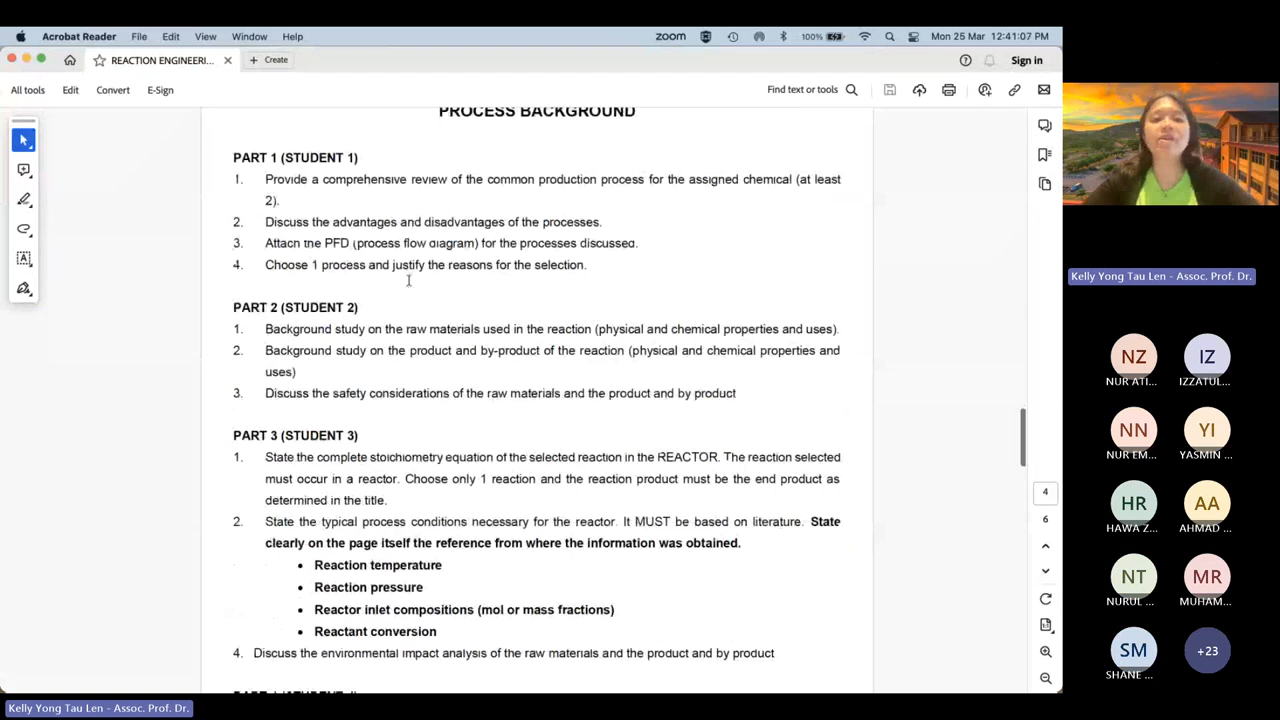 Acrobat Reader File Edit View Window Help zoom 100% Mon 25 Mar 12:41:07 PM
REACTION ENGINEERI... Create Sign in
All tools Edit Convert E-Sign Find text or tools
PROCESS BACKGROUND
PART 1 (STUDENT 1)
1. Provide a comprehensive review of the common production process for the assigned chemical (at least
2).
2. Discuss the advantages and disadvantages of the processes.
3. Attach the PFD (process flow diagram) for the processes discussed.
4. Choose 1 process and justify the reasons for the selection.
PART 2 (STUDENT 2)
1. Background study on the raw materials used in the reaction (physical and chemical properties and uses).
2. Background study on the product and by-product of the reaction (physical and chemical properties and
uses)
3. Discuss the safety considerations of the raw materials and the product and by product
PART 3 (STUDENT 3)
1. State the complete stoichiometry equation of the selected reaction in the REACTOR. The reaction selected
must occur in a reactor. Choose only 1 reaction and the reaction product must be the end product as
determined in the title.
2. State the typical process conditions necessary for the reactor. It MUST be based on literature. State
clearly on the page itself the reference from where the information was obtained.
• Reaction temperature
• Reaction pressure
• Reactor inlet compositions (mol or mass fractions)
• Reactant conversion
4. Discuss the environmental impact analysis of the raw materials and the product and by product
4
6
Kelly Yong Tau Len - Assoc. Prof. Dr.
NZ IZ
NUR ATI... IZZATUL...
NN YI
NUR EM... YASMIN ...
HR AA
HAWA Z... AHMAD ...
NT MR
NURUL ... MUHAM...
SM +23
SHANE ...
Kelly Yong Tau Len - Assoc. Prof. Dr.